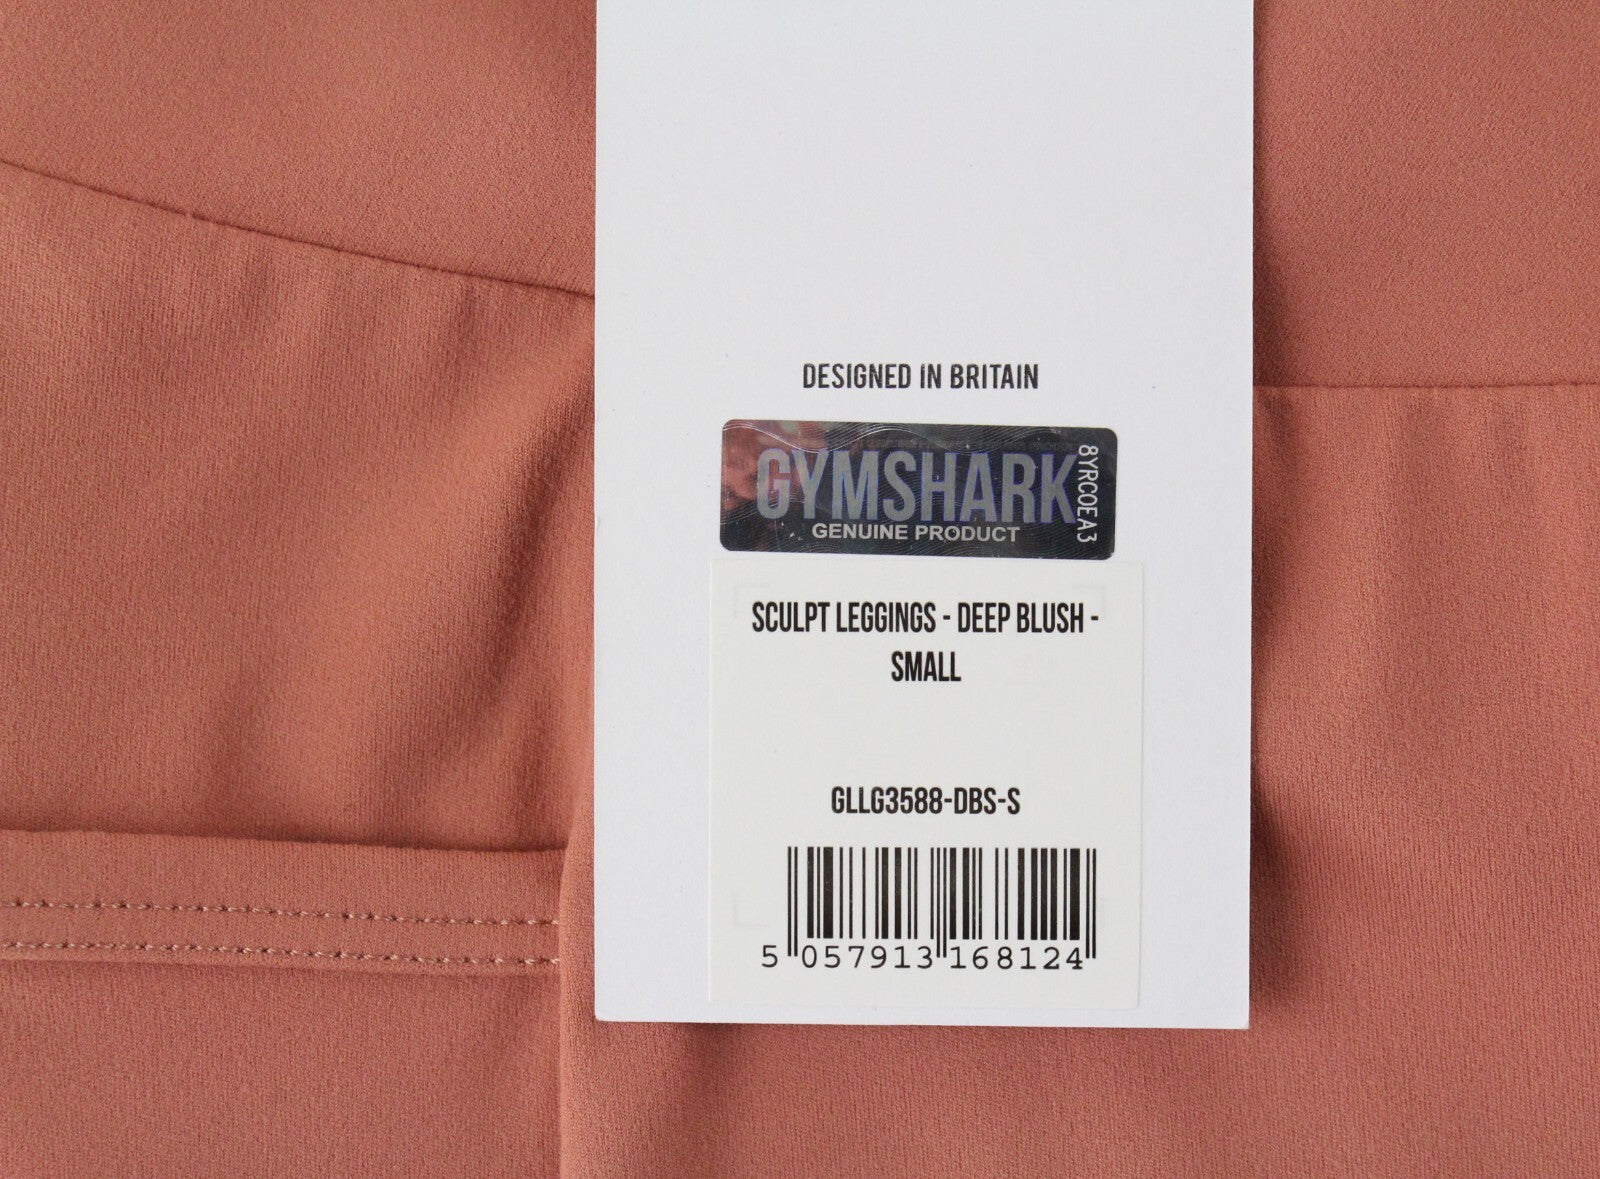 DESIGNED IN BRITAIN
GYMSHARK
8YRCOEA3
GENUINE PRODUCT
SCULPT LEGGINGS - DEEP BLUSH -
SMALL
GLLG3588-DBS-S
5 057913 168124